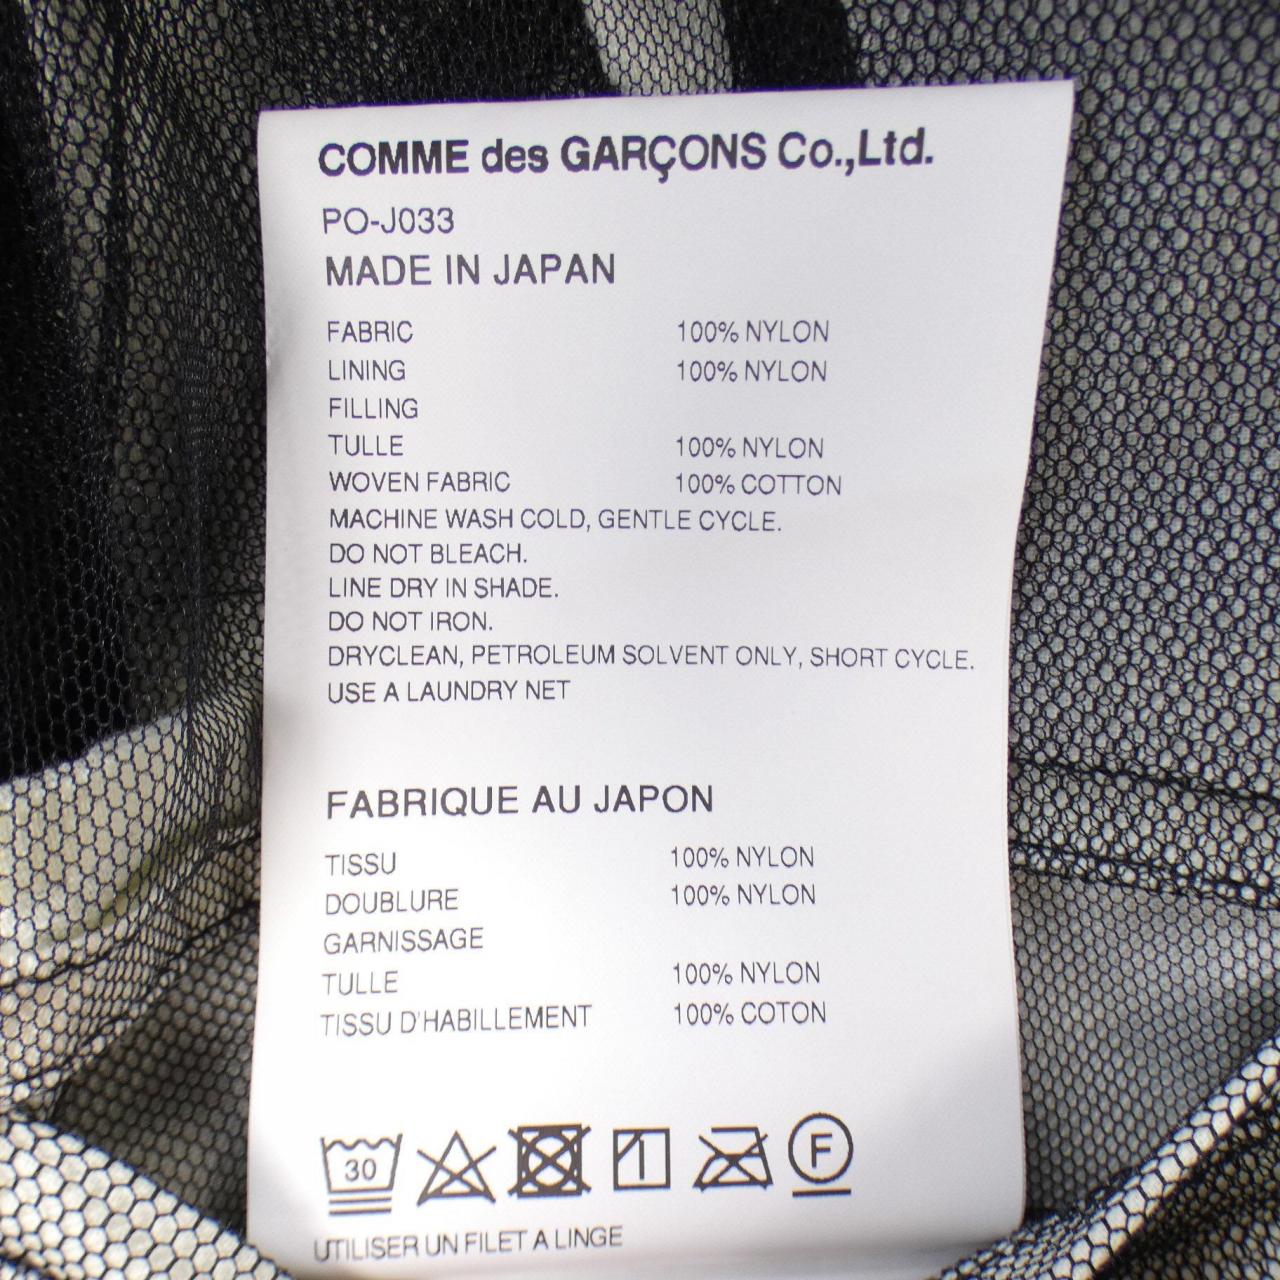 COMME des GARÇONS Co.,Ltd.
PO-J033
MADE IN JAPAN
FABRIC 100% NYLON
LINING 100% NYLON
FILLING
TULLE 100% NYLON
WOVEN FABRIC 100% COTTON
MACHINE WASH COLD, GENTLE CYCLE.
DO NOT BLEACH.
LINE DRY IN SHADE.
DO NOT IRON.
DRYCLEAN, PETROLEUM SOLVENT ONLY, SHORT CYCLE.
USE A LAUNDRY NET
FABRIQUE AU JAPON
TISSU 100% NYLON
DOUBLURE 100% NYLON
GARNISSAGE
TULLE 100% NYLON
TISSU D'HABILLEMENT 100% COTON
30 F
UTILISER UN FILET A LINGE